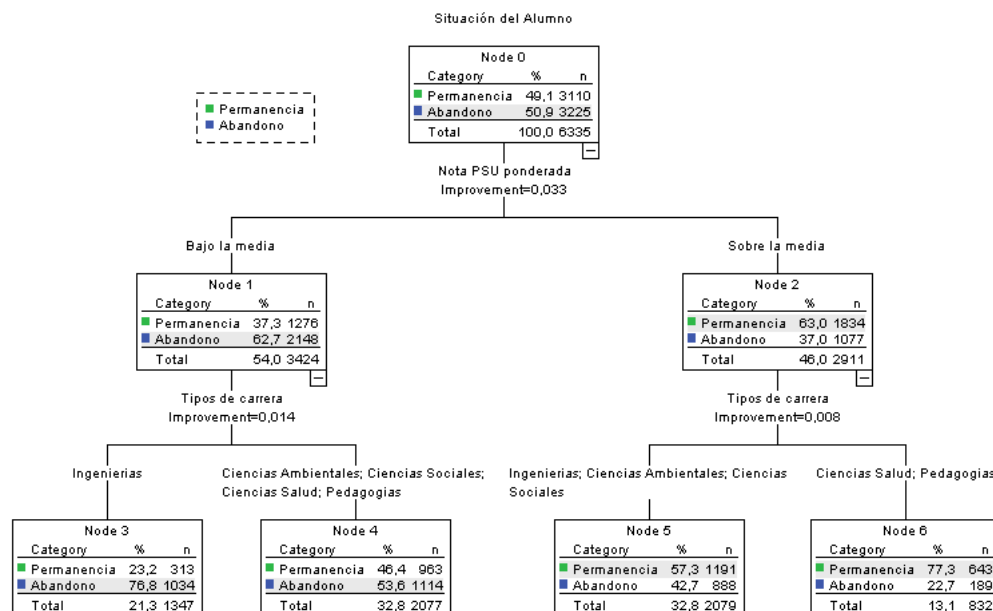 Situación del Alumno
Node 0
Category % n
Permanencia 49,1 3110
Abandono 50,9 3225
Total 100,0 6335
Permanencia
Abandono
Nota PSU ponderada
Improvement=0,033
Bajo la media
Sobre la media
Node 1
Category % n
Permanencia 37,3 1276
Abandono 62,7 2148
Total 54,0 3424
Node 2
Category % n
Permanencia 63,0 1834
Abandono 37,0 1077
Total 46,0 2911
Tipos de carrera
Improvement=0,014
Tipos de carrera
Improvement=0,008
Ingenierias
Ciencias Ambientales; Ciencias Sociales;
Ciencias Salud; Pedagogias
Ingenierias; Ciencias Ambientales; Ciencias
Sociales
Ciencias Salud; Pedagogias
Node 3
Category % n
Permanencia 23,2 313
Abandono 76,8 1034
Total 21,3 1347
Node 4
Category % n
Permanencia 46,4 963
Abandono 53,6 1114
Total 32,8 2077
Node 5
Category % n
Permanencia 57,3 1191
Abandono 42,7 888
Total 32,8 2079
Node 6
Category % n
Permanencia 77,3 643
Abandono 22,7 189
Total 13,1 832